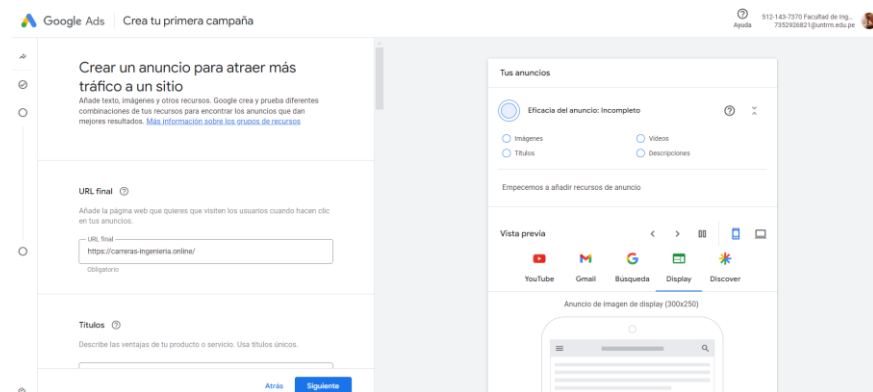 Google Ads
Crea tu primera campaña
Ayuda
512-143-7370 Facultad de Ing...
7352926821@untrm.edu.pe
Crear un anuncio para atraer más
tráfico a un sitio
Añade texto, imágenes y otros recursos. Google crea y prueba diferentes
combinaciones de tus recursos para encontrar los anuncios que dan
mejores resultados. Más información sobre los grupos de recursos
URL final
Añade la página web que quieres que visiten los usuarios cuando hacen clic
en tus anuncios.
URL final
https://carreras-ingenieria.online/
Obligatorio
Títulos
Describe las ventajas de tu producto o servicio. Usa títulos únicos.
Atrás
Siguiente
Tus anuncios
Eficacia del anuncio: Incompleto
Imágenes
Vídeos
Títulos
Descripciones
Empecemos a añadir recursos de anuncio
Vista previa
YouTube
Gmail
Búsqueda
Display
Discover
Anuncio de imagen de display (300x250)